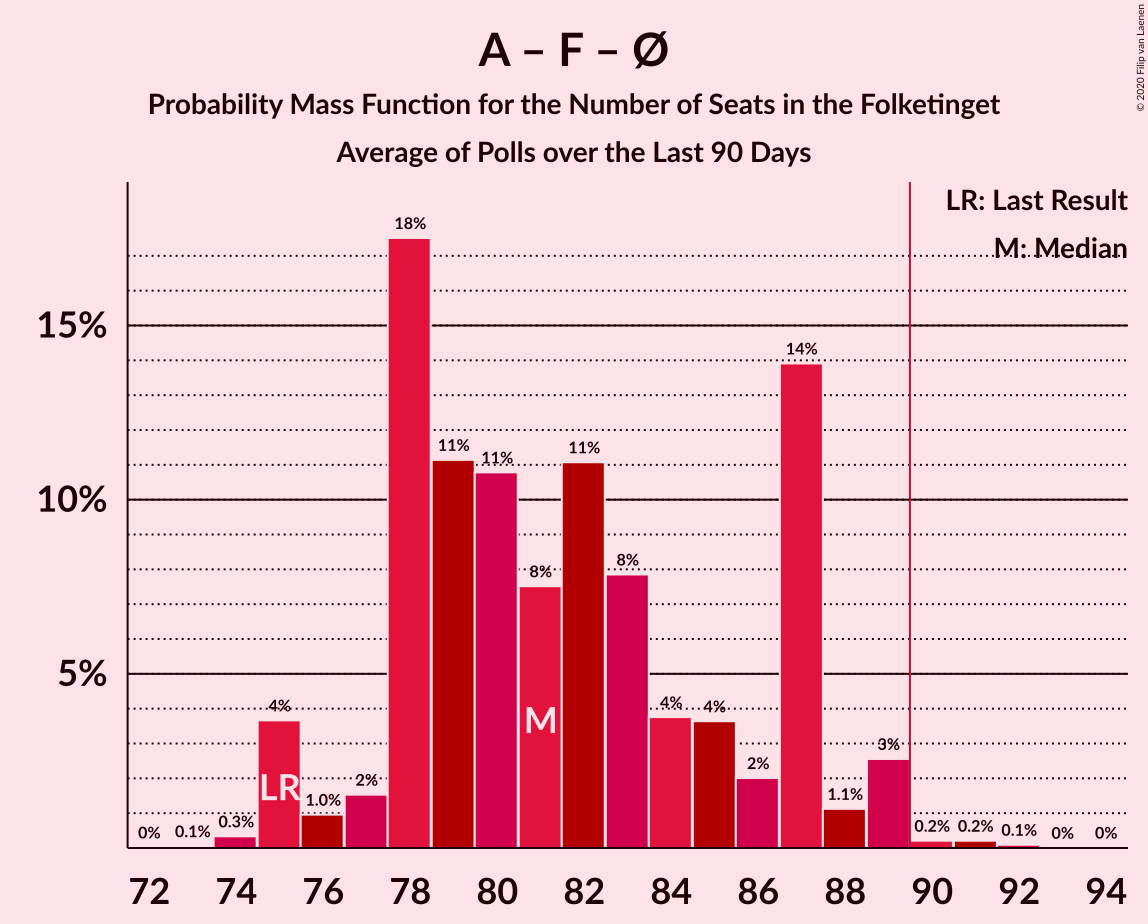 A – F – Ø
Probability Mass Function for the Number of Seats in the Folketinget
Average of Polls over the Last 90 Days
© 2020 Filip van Laenen
LR: Last Result
M: Median
15%
10%
5%
0%
0.1%
0.3%
4%
1.0%
2%
18%
11%
11%
8%
11%
8%
4%
4%
2%
14%
1.1%
3%
0.2%
0.2%
0.1%
0%
0%
LR
M
72 74 76 78 80 82 84 86 88 90 92 94